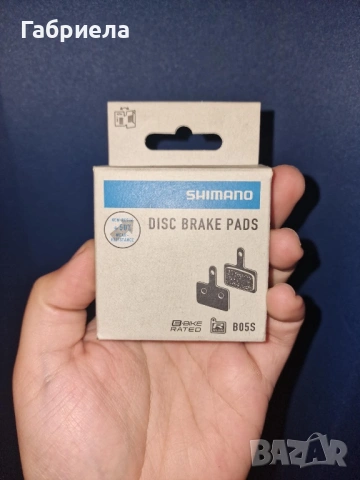 Габриела
SHIMANO
DISC BRAKE PADS
E-BIKE
RATED
B05S
BAZAR